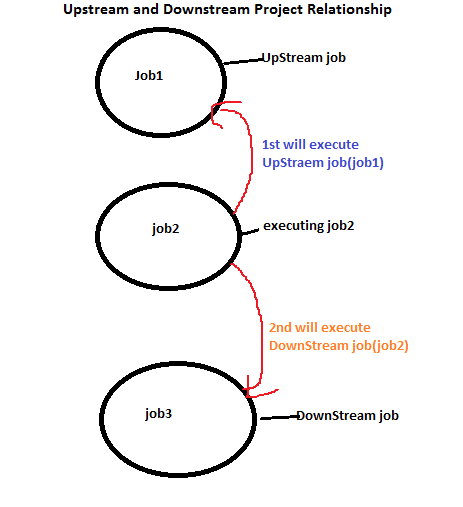 Upstream and Downstream Project Relationship
Job1
UpStream job
1st will execute
UpStraem job(job1)
job2
executing job2
2nd will execute
DownStream job(job2)
job3
DownStream job